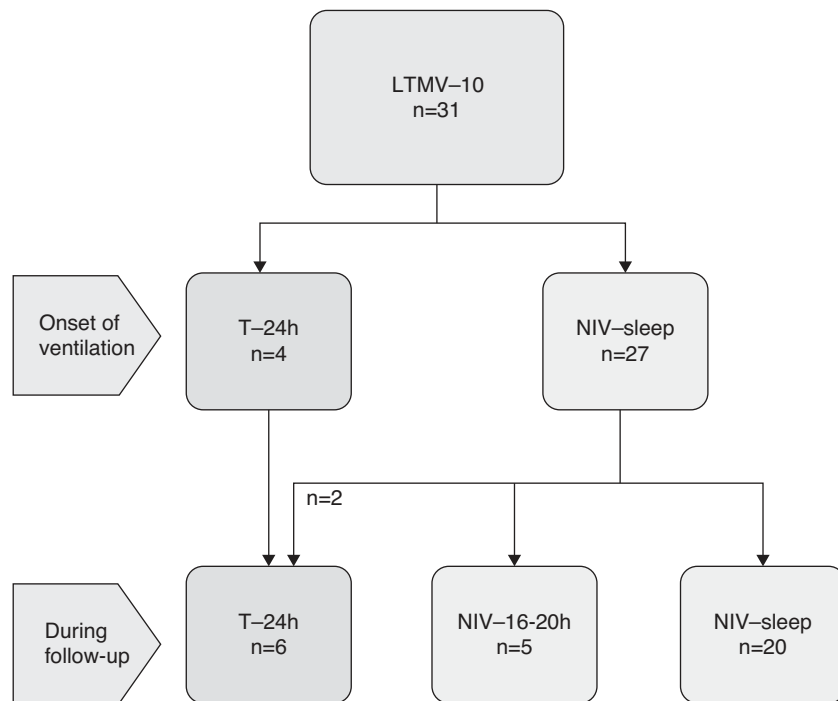 LTMV–10
n=31
Onset of
ventilation
T–24h
n=4
NIV–sleep
n=27
n=2
During
follow-up
T–24h
n=6
NIV–16-20h
n=5
NIV–sleep
n=20